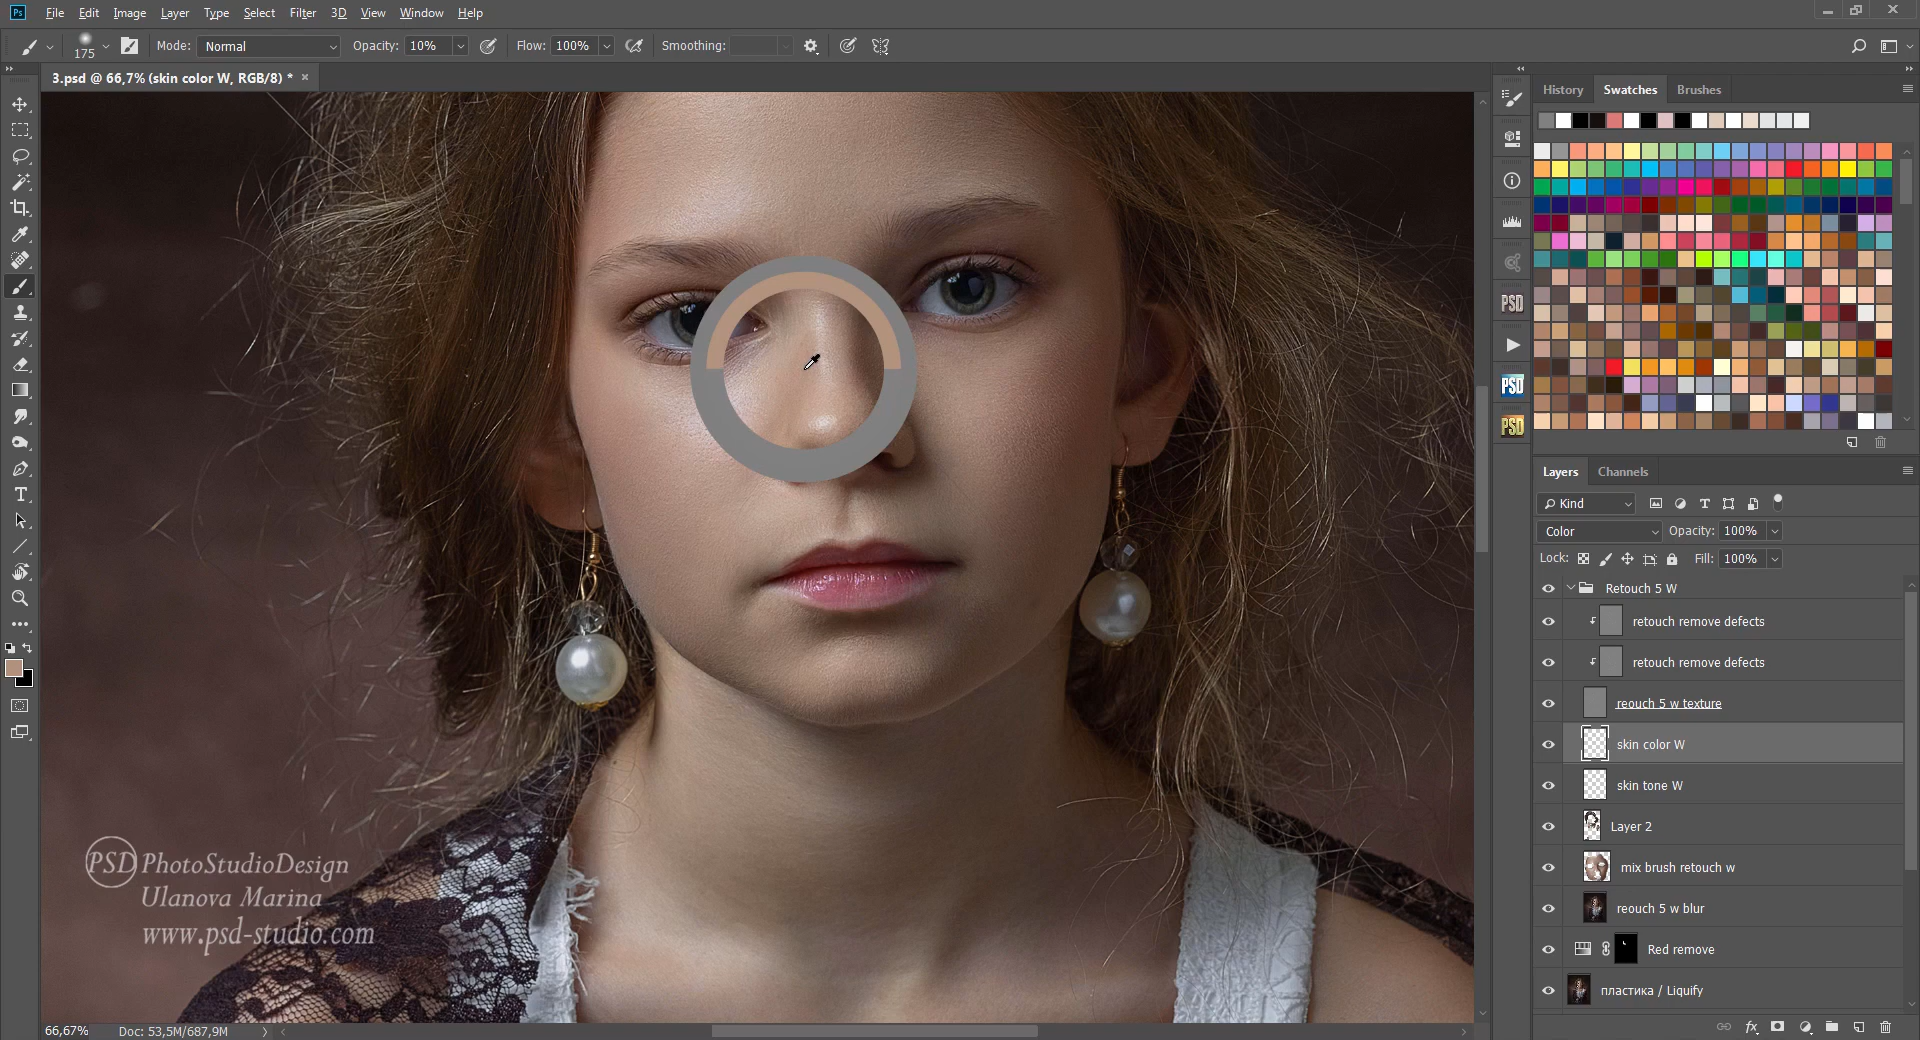 Ps File Edit Image Layer Type Select Filter 3D View Window Help
175 Mode: Normal Opacity: 10% Flow: 100% Smoothing:
3.psd @ 66,7% (skin color W, RGB/8) * ×
History Swatches Brushes
PSD
PSD
PSD
Layers Channels
Kind
Color Opacity: 100%
Lock: Fill: 100%
Retouch 5 W
retouch remove defects
retouch remove defects
reouch 5 w texture
skin color W
skin tone W
Layer 2
mix brush retouch w
reouch 5 w blur
Red remove
пластика / Liquify
fx
PSD PhotoStudioDesign
Ulanova Marina
www.psd-studio.com
66,67% Doc: 53,5M/687,9M